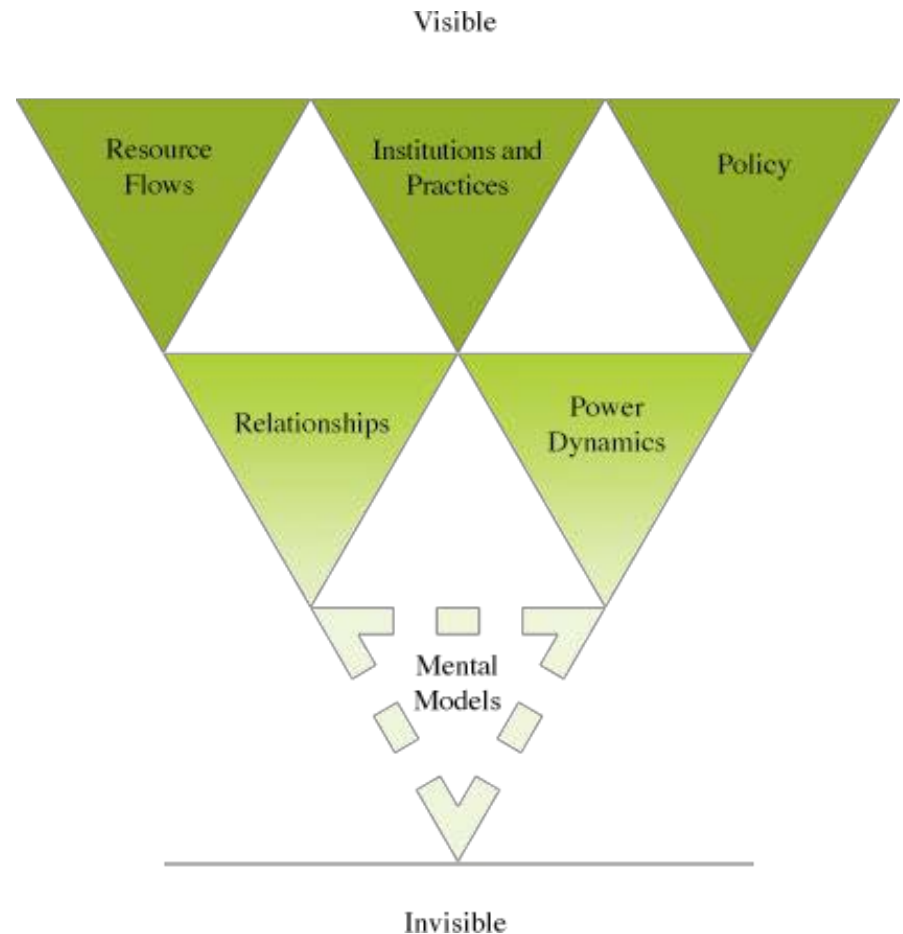 Visible
Resource
Flows
Institutions and
Practices
Policy
Relationships
Power
Dynamics
Mental
Models
Invisible